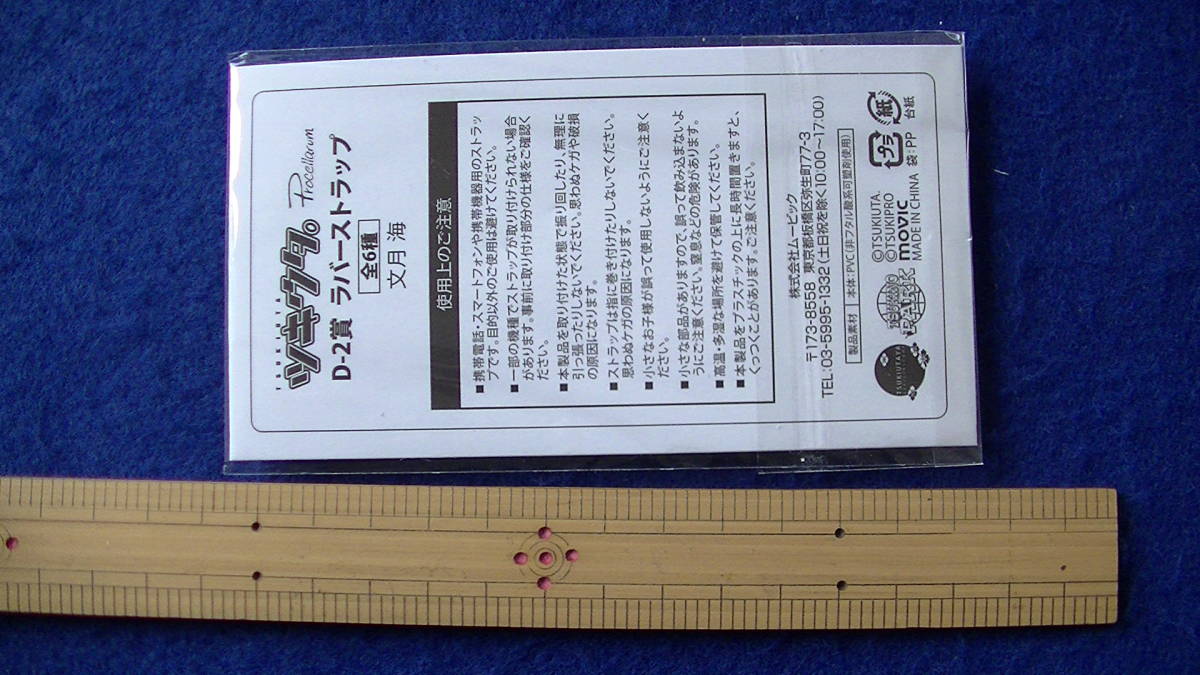 TSUKIUTA
ツキウタ。 Procellarum
D-2賞 ラバーストラップ
全6種
文月 海
使用上のご注意
■携帯電話・スマートフォンや携帯機器用のストラッ
プです。目的以外のご使用は避けてください。
■一部の機種でストラップが取り付けられない場合
があります。事前に取り付け部分の仕様をご確認く
ださい。
■本製品を取り付けた状態で振り回したり、無理に
引っ張ったりしないでください。思わぬケガや破損
の原因になります。
■ストラップは指に巻き付けたりしないでください。
思わぬケガの原因になります。
■小さなお子様が誤って使用しないようにご注意く
ださい。
■小さな部品がありますので、誤って飲み込まないよ
うにご注意ください。窒息などの危険があります。
■高温・多湿な場所を避けて保管してください。
■本製品をプラスチックの上に長時間置きますと、
くっつくことがあります。ご注意ください。
株式会社ムービック
〒173-8558 東京都板橋区弥生町77-3
TEL:03-5995-1332(土日祝を除く10:00〜17:00)
製品素材 本体:PVC(非フタル酸系可塑剤使用)
TSUKIUTAYA
©TSUKIUTA.
©TSUKIPRO
movic
MADE IN CHINA
プラ
袋:PP
紙
台紙